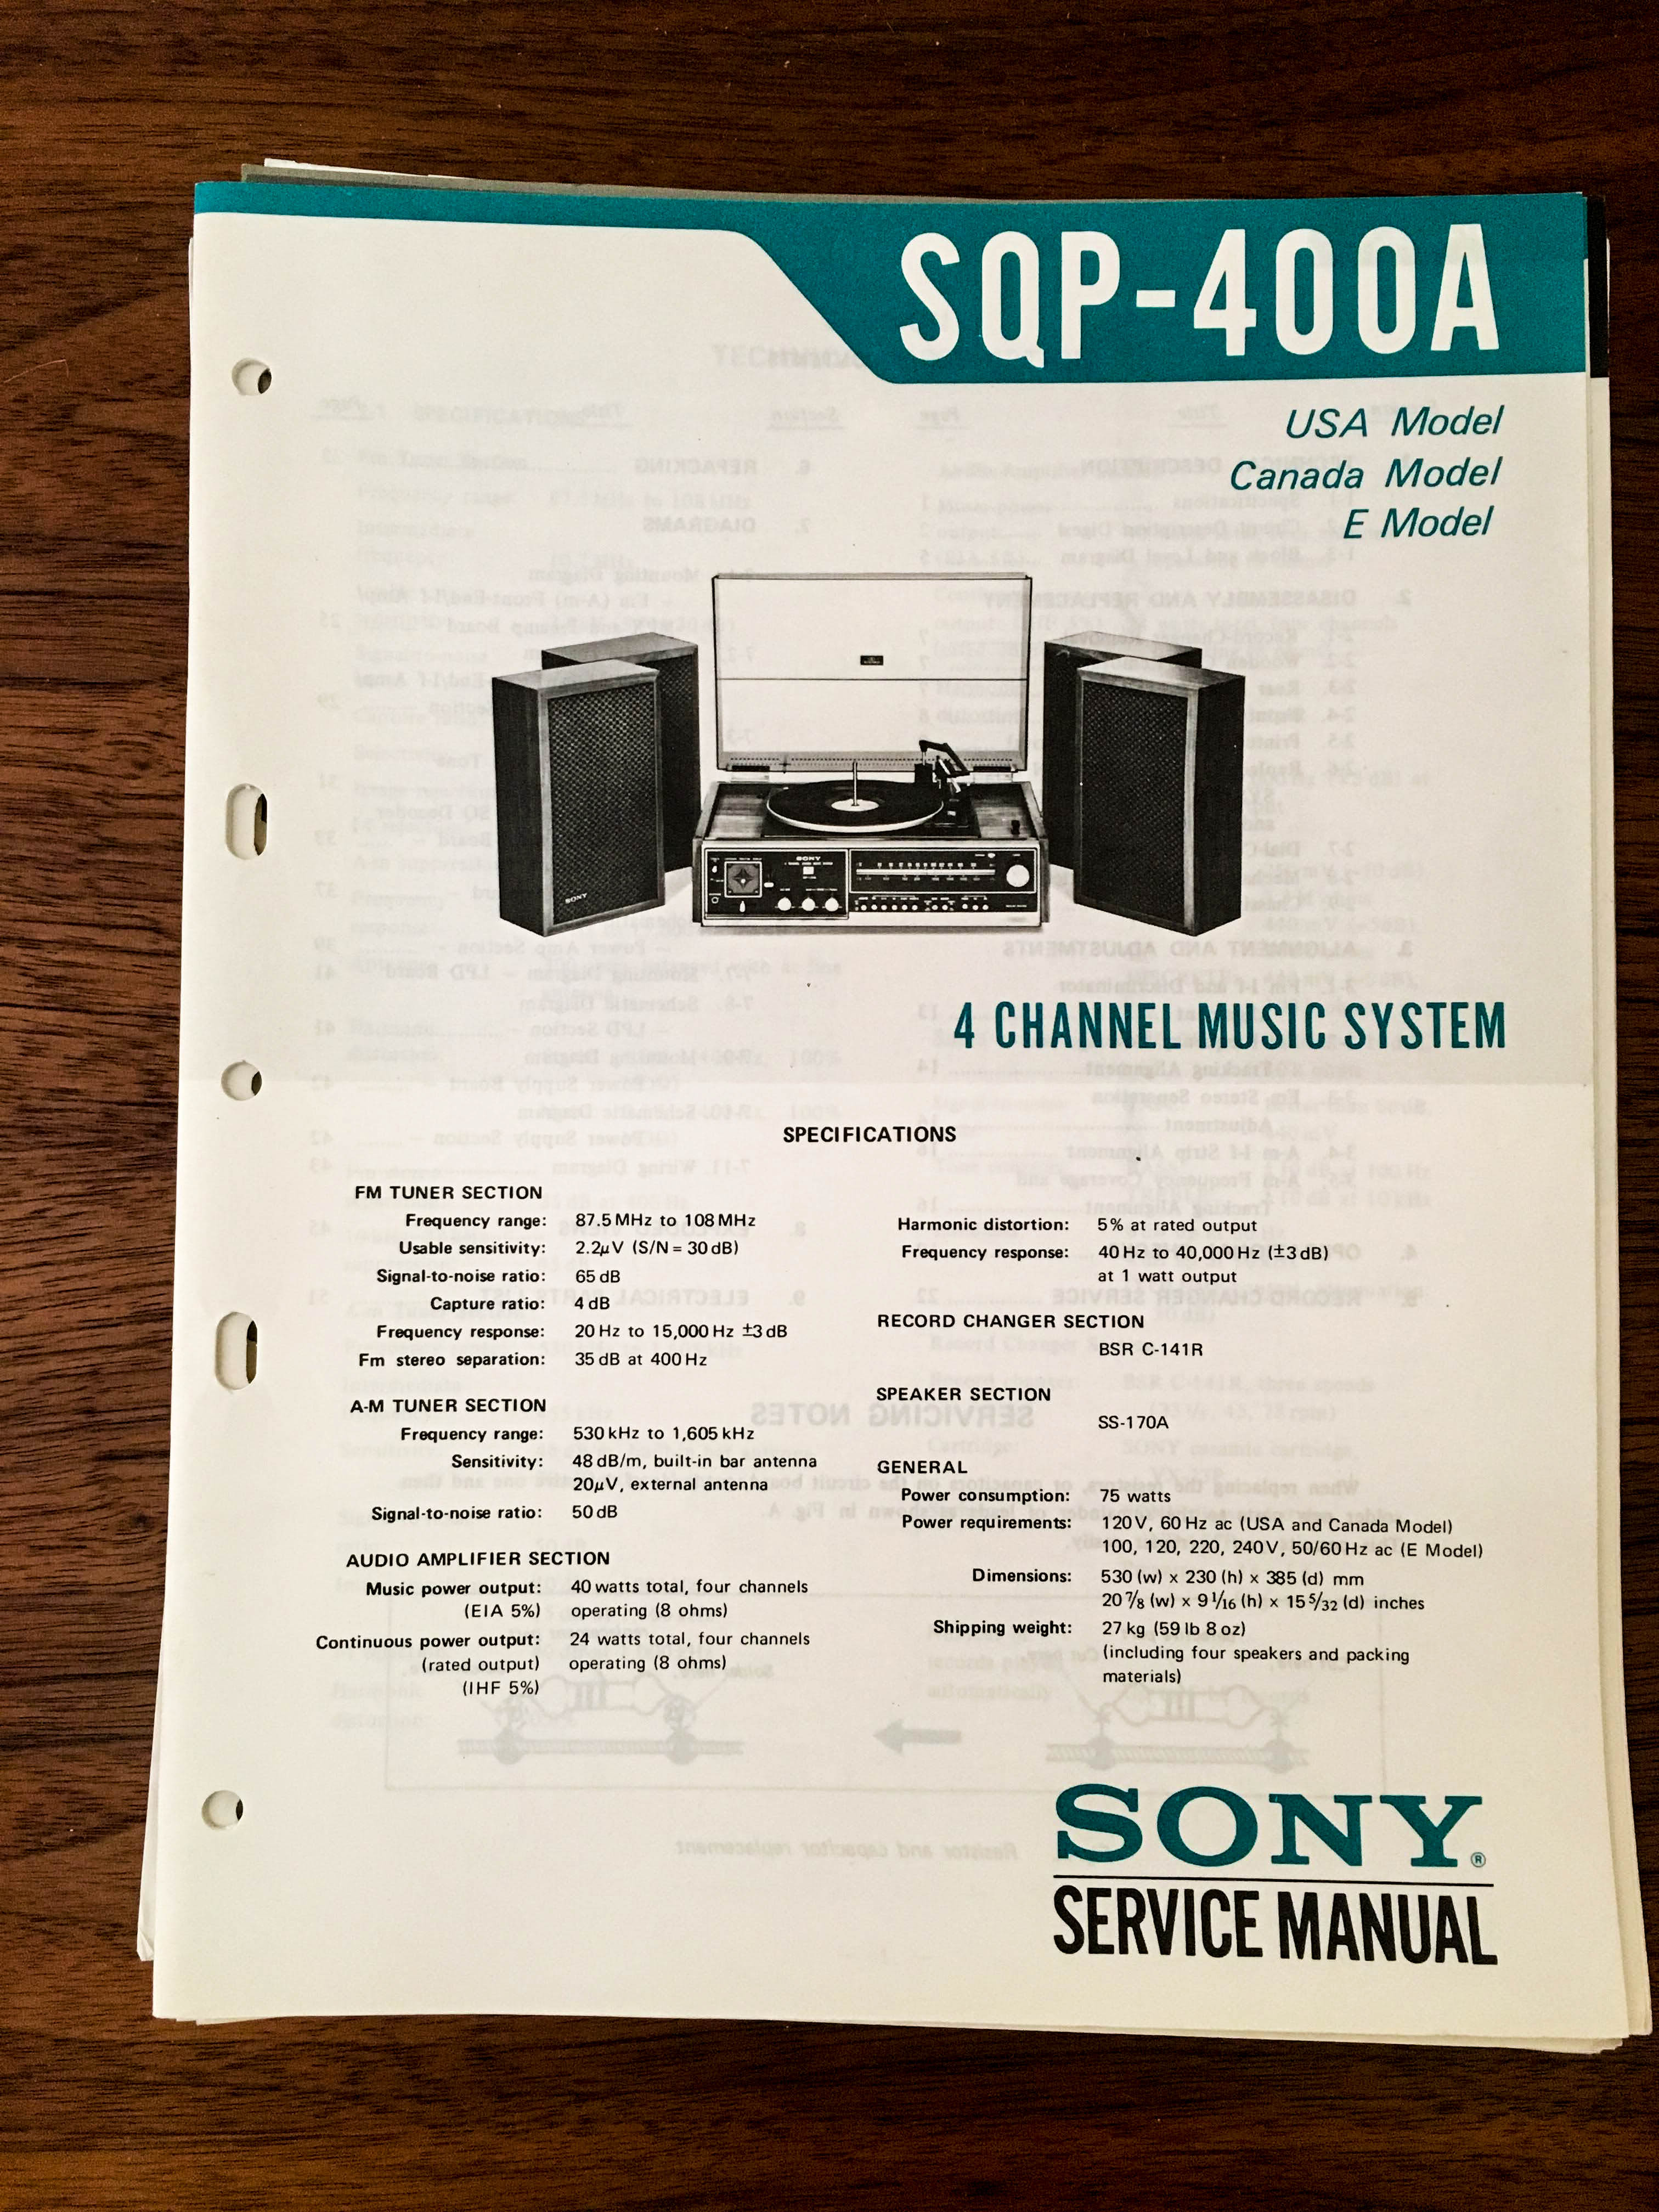 SQP-400A
USA Model
Canada Model
E Model
SONY
SONY
4 CHANNEL MUSIC SYSTEM
SPECIFICATIONS
FM TUNER SECTION
Frequency range: 87.5 MHz to 108 MHz
Usable sensitivity: 2.2μV (S/N = 30 dB)
Signal-to-noise ratio: 65 dB
Capture ratio: 4 dB
Frequency response: 20 Hz to 15,000 Hz ±3 dB
Fm stereo separation: 35 dB at 400 Hz
A-M TUNER SECTION
Frequency range: 530 kHz to 1,605 kHz
Sensitivity: 48 dB/m, built-in bar antenna
20μV, external antenna
Signal-to-noise ratio: 50 dB
AUDIO AMPLIFIER SECTION
Music power output: 40 watts total, four channels
(EIA 5%) operating (8 ohms)
Continuous power output: 24 watts total, four channels
(rated output) operating (8 ohms)
(IHF 5%)
Harmonic distortion: 5% at rated output
Frequency response: 40 Hz to 40,000 Hz (±3 dB)
at 1 watt output
RECORD CHANGER SECTION
BSR C-141R
SPEAKER SECTION
SS-170A
GENERAL
Power consumption: 75 watts
Power requirements: 120 V, 60 Hz ac (USA and Canada Model)
100, 120, 220, 240 V, 50/60 Hz ac (E Model)
Dimensions: 530 (w) x 230 (h) x 385 (d) mm
20 7/8 (w) x 9 1/16 (h) x 15 5/32 (d) inches
Shipping weight: 27 kg (59 lb 8 oz)
(including four speakers and packing
materials)
SONY®
SERVICE MANUAL